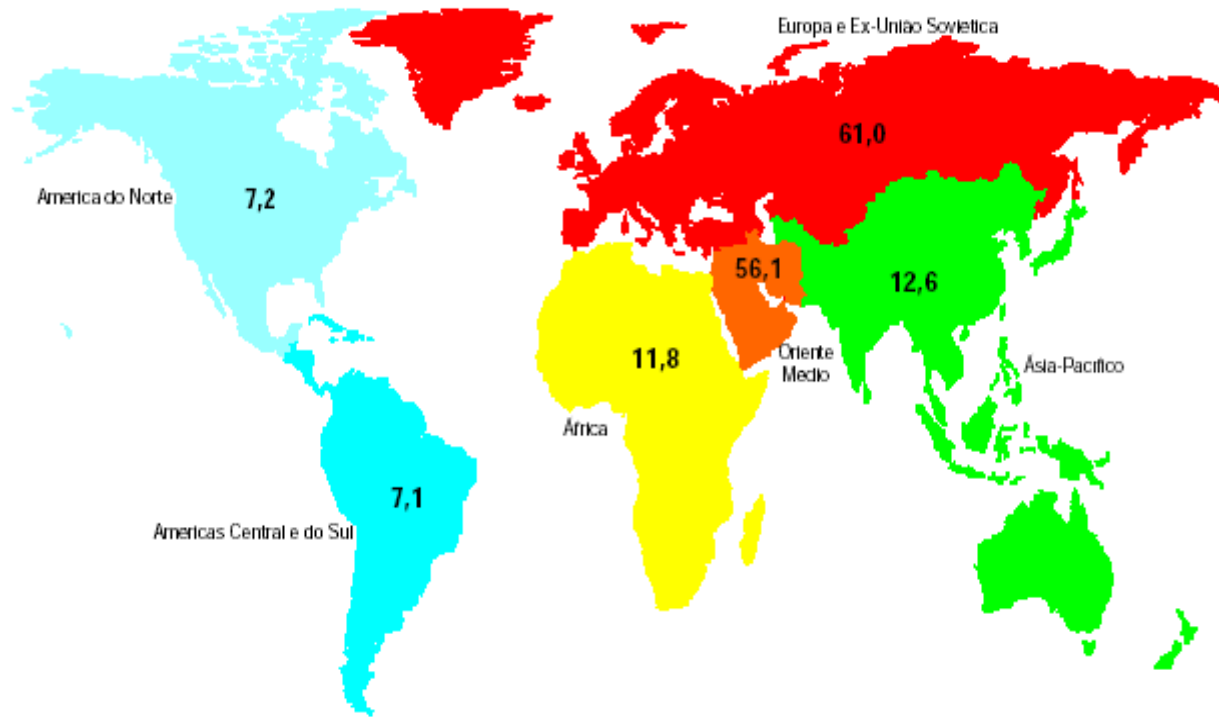 Europa e Ex-União Sovietica
61,0
America do Norte
7,2
56,1
12,6
Oriente
Medio
11,8
Ásia-Pacifico
África
7,1
Americas Central e do Sul